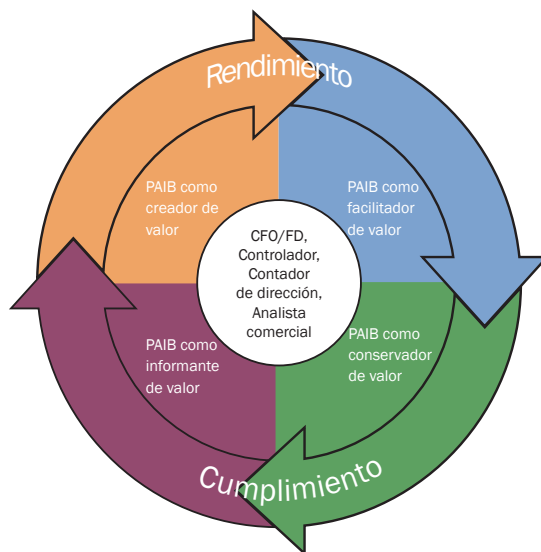 Rendimiento
PAIB como
creador de
valor
PAIB como
facilitador de
valor
CFO/FD,
Controlador,
Contador
de dirección,
Analista
comercial
PAIB como
informante
de valor
PAIB como
conservador
de valor
Cumplimiento